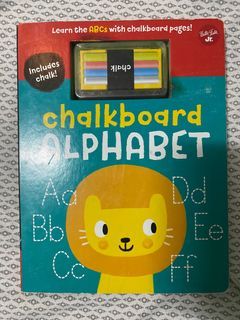 Learn the ABCs with chalkboard pages!
Walter Foster
Jr.
Includes
chalk!
chalk
chalkboard
ALPHABET
Aa
Dd
Bb
Ee
Cc
Ff